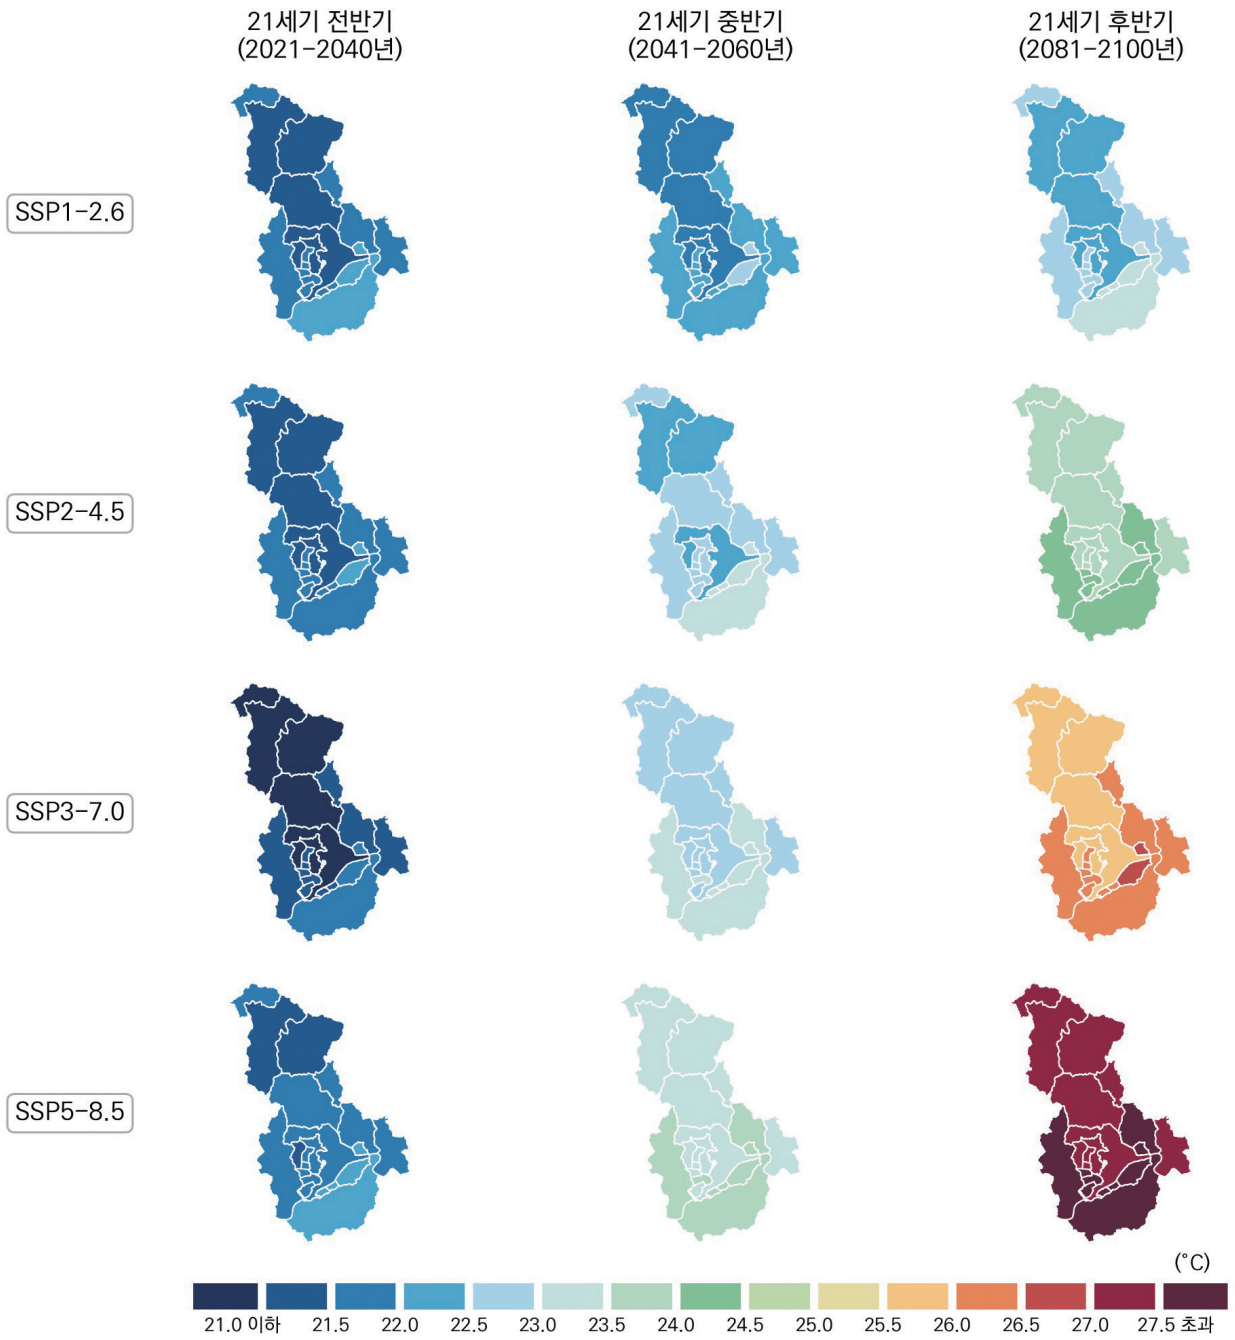 21세기 전반기
(2021-2040년)
21세기 중반기
(2041-2060년)
21세기 후반기
(2081-2100년)
SSP1-2.6
SSP2-4.5
SSP3-7.0
SSP5-8.5
(°C)
21.0 이하 21.5 22.0 22.5 23.0 23.5 24.0 24.5 25.0 25.5 26.0 26.5 27.0 27.5 초과